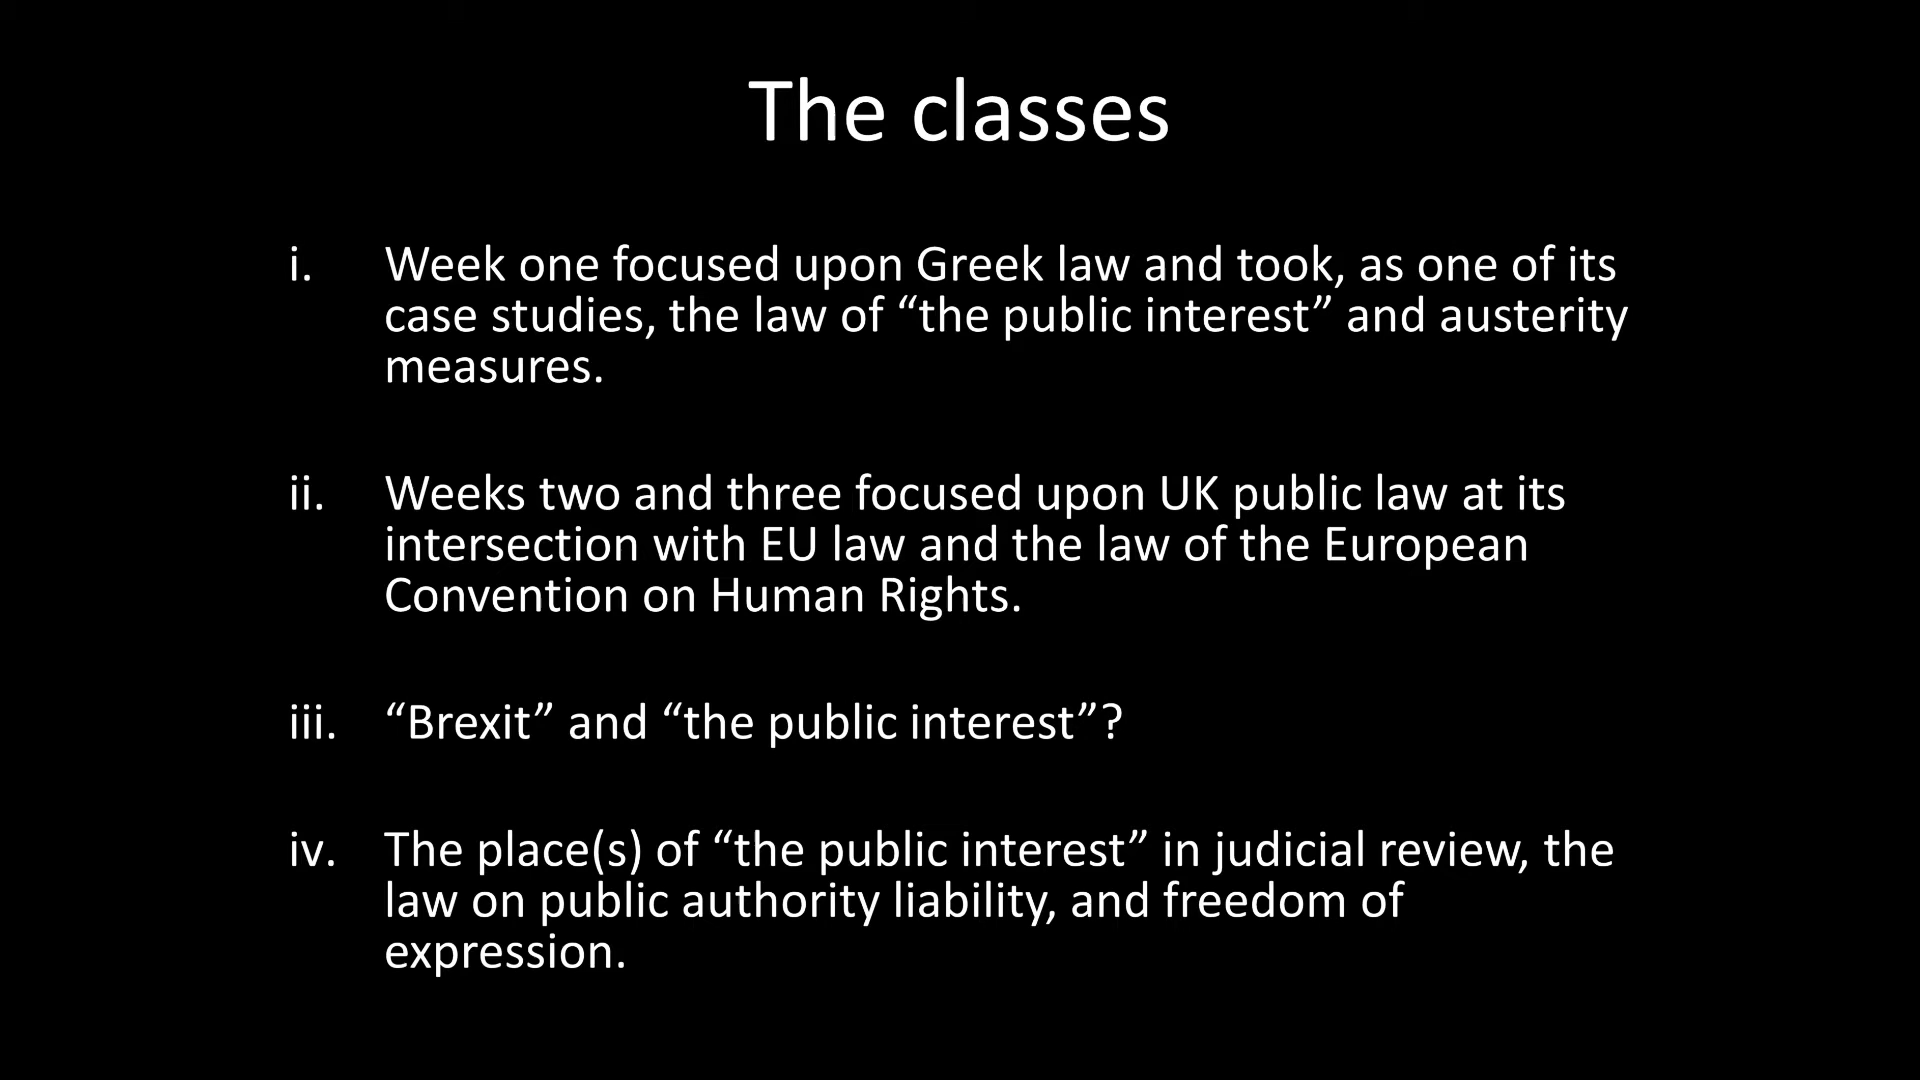 The classes
i. Week one focused upon Greek law and took, as one of its
case studies, the law of “the public interest” and austerity
measures.
ii. Weeks two and three focused upon UK public law at its
intersection with EU law and the law of the European
Convention on Human Rights.
iii. “Brexit” and “the public interest”?
iv. The place(s) of “the public interest” in judicial review, the
law on public authority liability, and freedom of
expression.